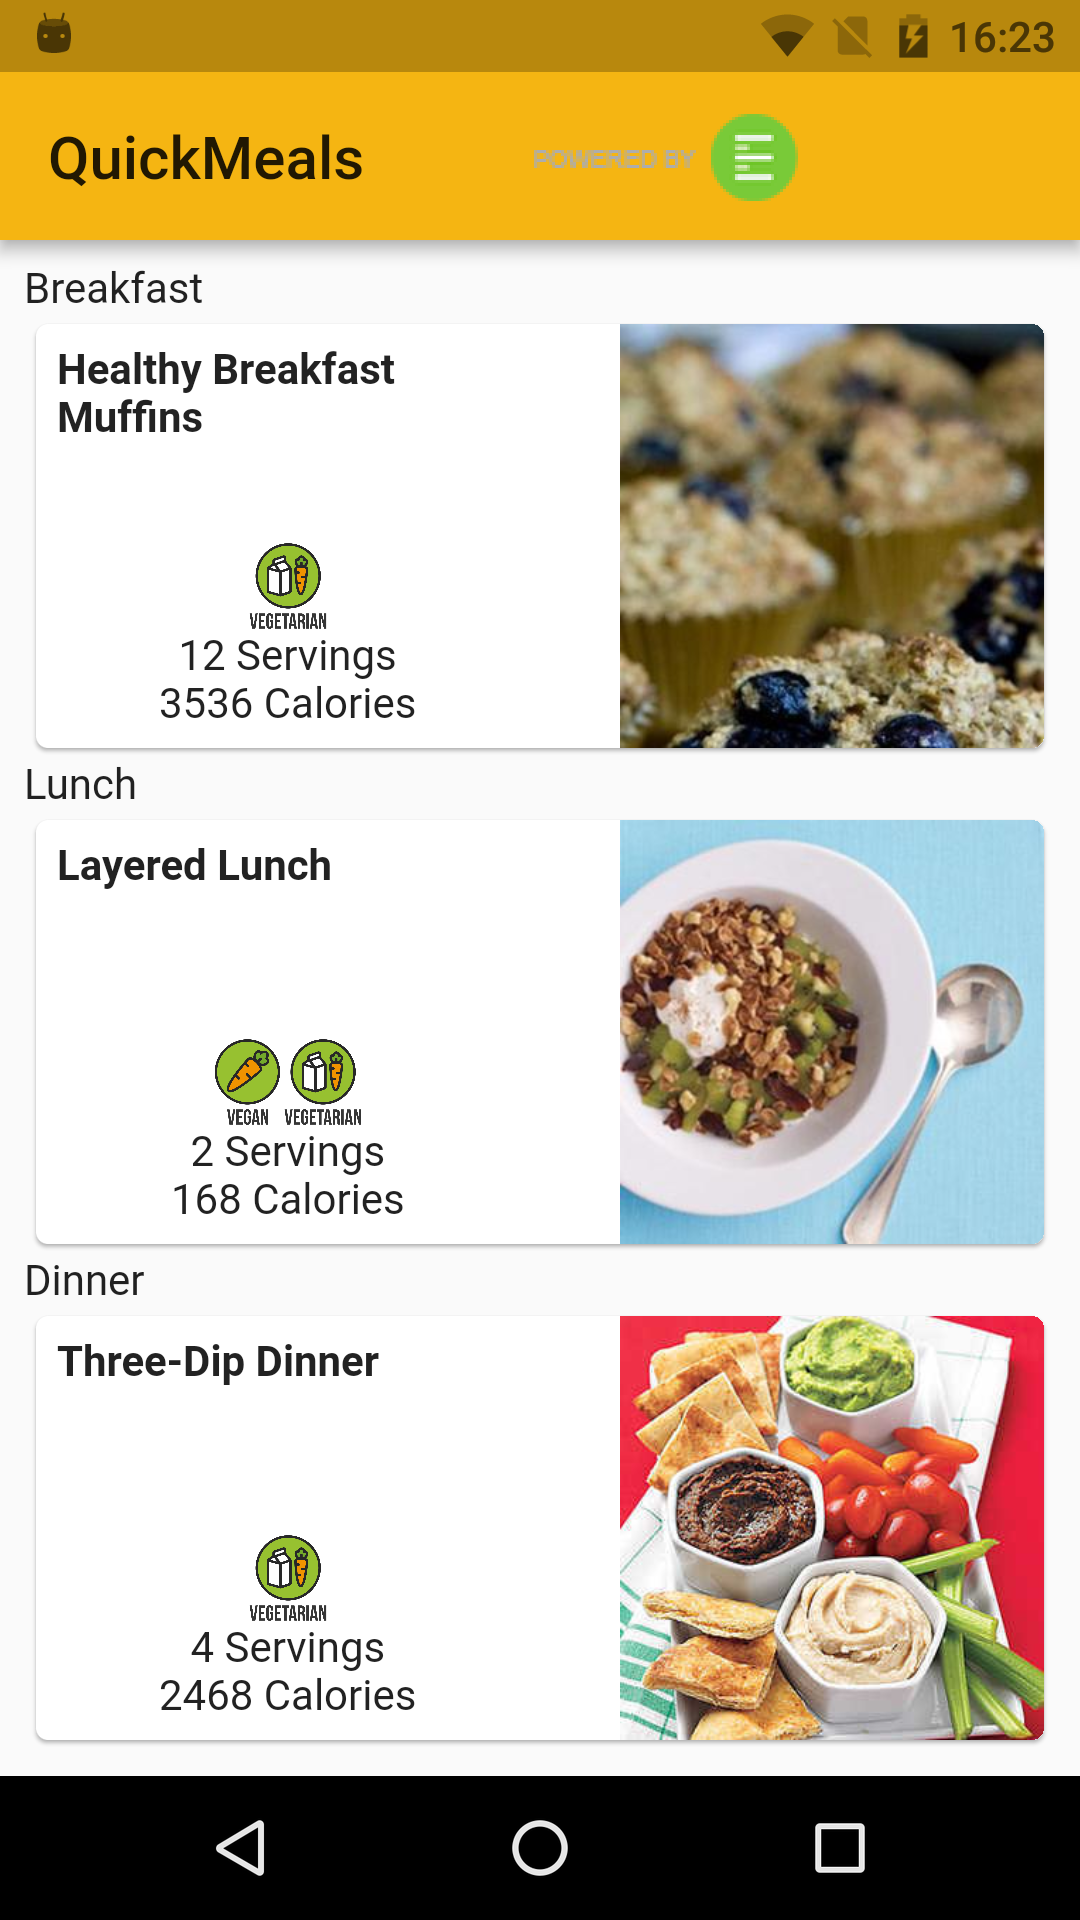 16:23
QuickMeals
POWERED BY
Breakfast
Healthy Breakfast
Muffins
VEGETARIAN
12 Servings
3536 Calories
Lunch
Layered Lunch
VEGAN VEGETARIAN
2 Servings
168 Calories
Dinner
Three-Dip Dinner
VEGETARIAN
4 Servings
2468 Calories